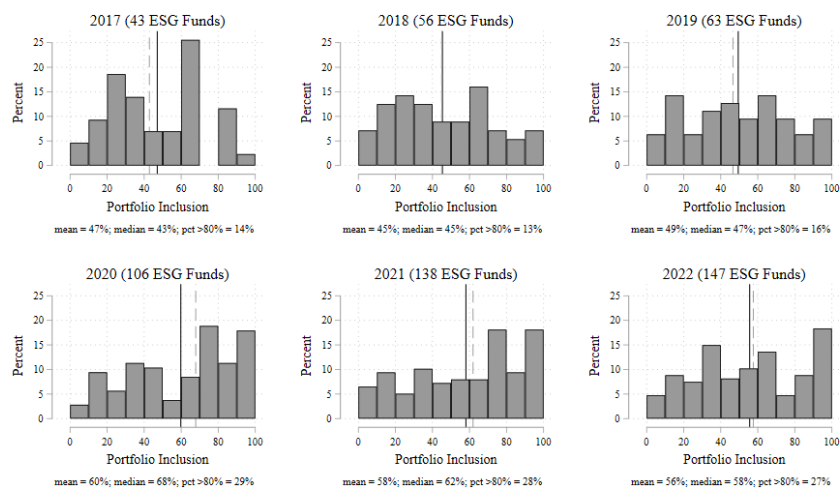 2017 (43 ESG Funds)
25
20
15
10
5
0
Percent
0 20 40 60 80 100
Portfolio Inclusion
mean = 47%; median = 43%; pct >80% = 14%
2018 (56 ESG Funds)
25
20
15
10
5
0
Percent
0 20 40 60 80 100
Portfolio Inclusion
mean = 45%; median = 45%; pct >80% = 13%
2019 (63 ESG Funds)
25
20
15
10
5
0
Percent
0 20 40 60 80 100
Portfolio Inclusion
mean = 49%; median = 47%; pct >80% = 16%
2020 (106 ESG Funds)
25
20
15
10
5
0
Percent
0 20 40 60 80 100
Portfolio Inclusion
mean = 60%; median = 68%; pct >80% = 29%
2021 (138 ESG Funds)
25
20
15
10
5
0
Percent
0 20 40 60 80 100
Portfolio Inclusion
mean = 58%; median = 62%; pct >80% = 28%
2022 (147 ESG Funds)
25
20
15
10
5
0
Percent
0 20 40 60 80 100
Portfolio Inclusion
mean = 56%; median = 58%; pct >80% = 27%